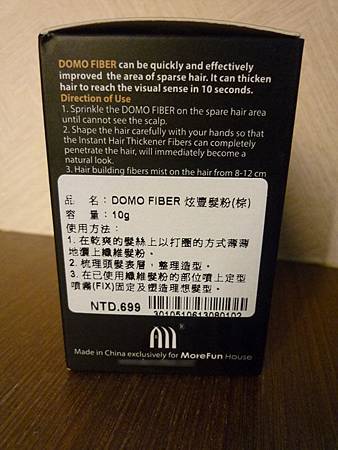 DOMO FIBER can be quickly and effectively
improved the area of sparse hair. It can thicken
hair to reach the visual sense in 10 seconds.
Direction of Use
1. Sprinkle the DOMO FIBER on the spare hair area
until cannot see the scalp.
2. Shape the hair carefully with your hands so that
the Instant Hair Thickener Fibers can completely
penetrate the hair, will immediately become a
natural look.
3. Hair building fibers mist on the hair from 8-12 cm
品 名：DOMO FIBER 炫豐髮粉(棕)
容 量：10g
使用方法：
1. 在乾爽的髮絲上以打圈的方式薄薄
地灑上纖維髮粉。
2. 梳理頭髮表層，整理造型。
3. 在已使用纖維髮粉的部位噴上定型
噴霧(FIX)固定及塑造理想髮型。
NTD.699
3010510613080102
®
Made in China exclusively for MoreFun House